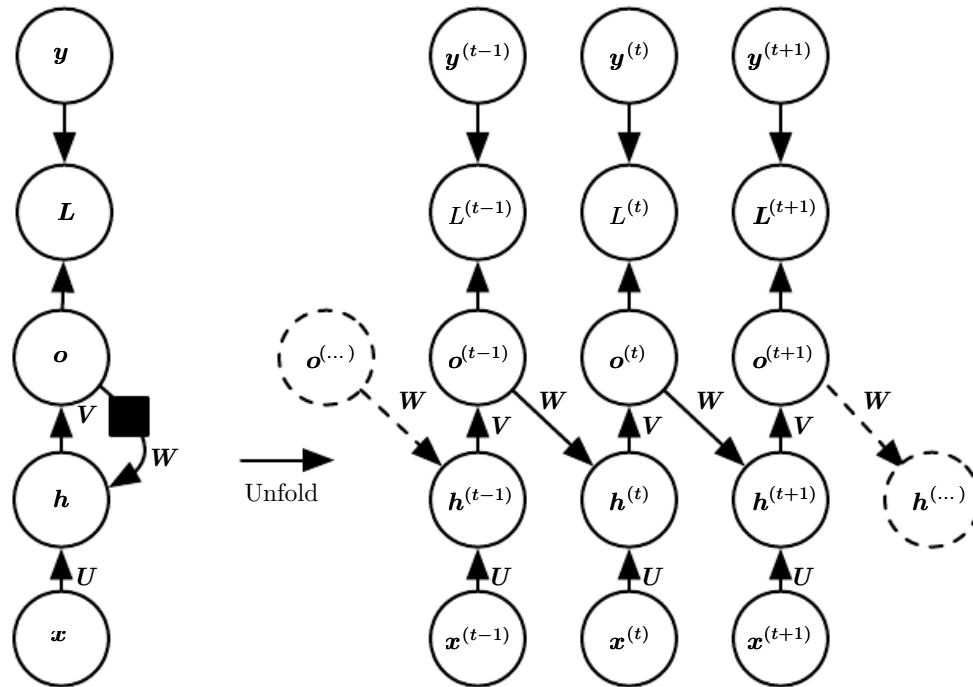 y y^(t−1) y^(t) y^(t+1)
L L^(t−1) L^(t) L^(t+1)
o o^(...) o^(t−1) o^(t) o^(t+1)
W W W W
V V V V
W
Unfold
h h^(t−1) h^(t) h^(t+1) h^(...)
U U U U
x x^(t−1) x^(t) x^(t+1)